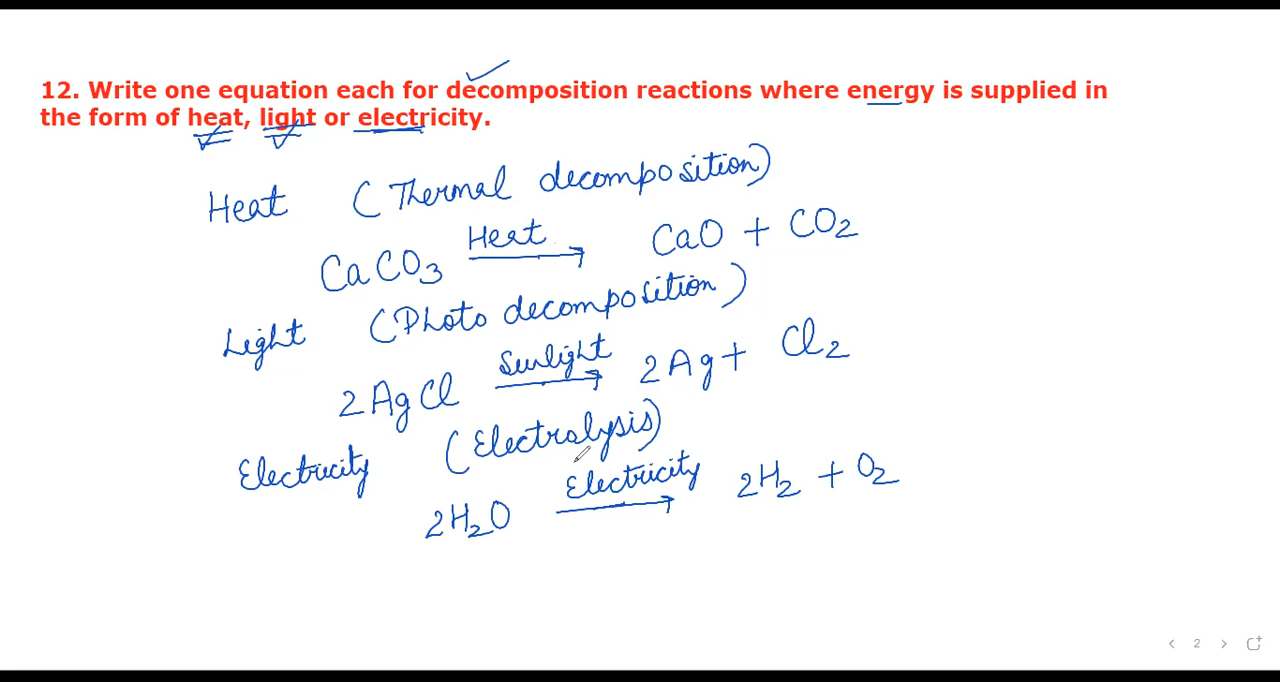 12. Write one equation each for decomposition reactions where energy is supplied in
the form of heat, light or electricity.
Heat (Thermal decomposition)
CaCO3 Heat → CaO + CO2
Light (Photo decomposition)
2AgCl Sunlight → 2Ag + Cl2
Electricity (Electrolysis)
2H2O Electricity → 2H2 + O2
2